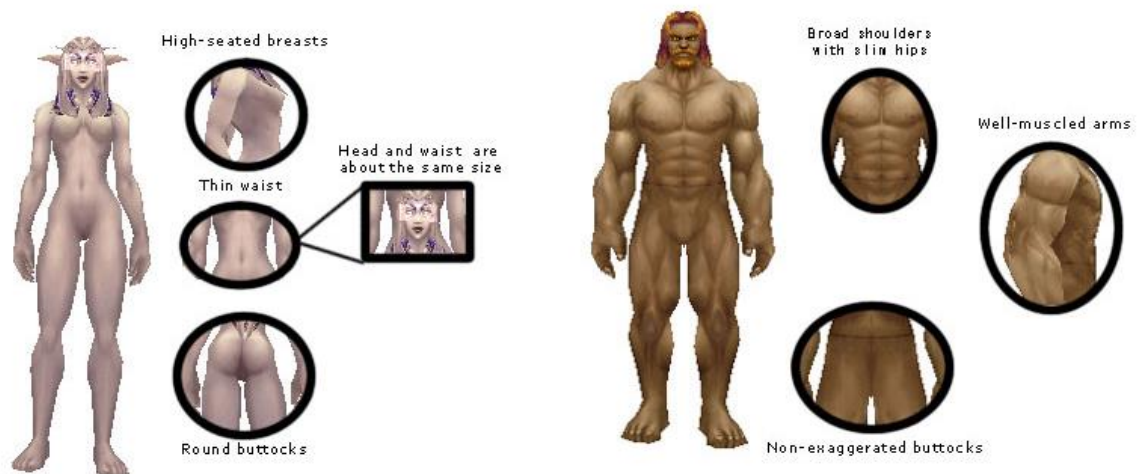 High-seated breasts
Head and waist are
about the same size
Thin waist
Round buttocks
Broad shoulders
with slim hips
Well-muscled arms
Non-exaggerated buttocks